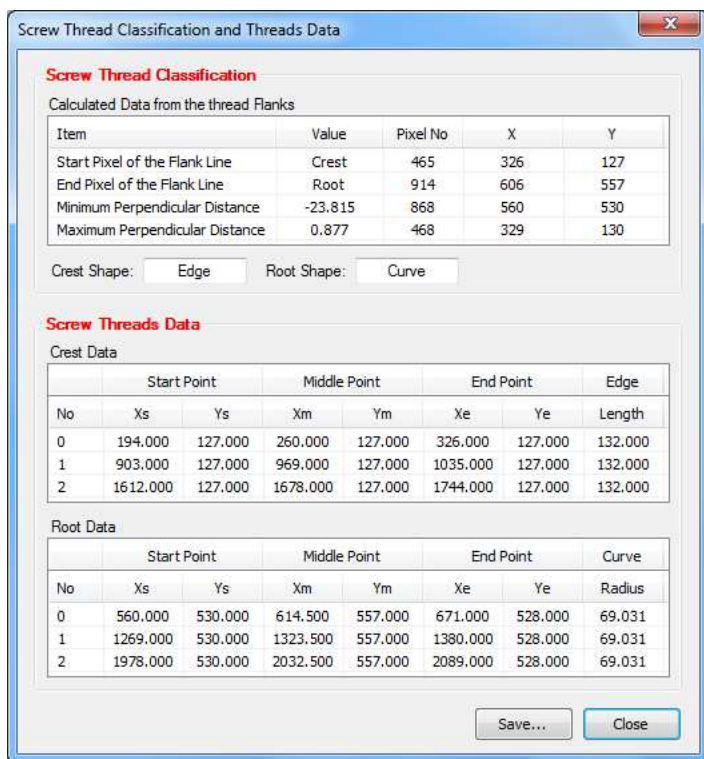 Screw Thread Classification and Threads Data
Screw Thread Classification
Calculated Data from the thread Flanks
Item Value Pixel No X Y
Start Pixel of the Flank Line Crest 465 326 127
End Pixel of the Flank Line Root 914 606 557
Minimum Perpendicular Distance -23.815 868 560 530
Maximum Perpendicular Distance 0.877 468 329 130
Crest Shape: Edge Root Shape: Curve
Screw Threads Data
Crest Data
Start Point Middle Point End Point Edge
No Xs Ys Xm Ym Xe Ye Length
0 194.000 127.000 260.000 127.000 326.000 127.000 132.000
1 903.000 127.000 969.000 127.000 1035.000 127.000 132.000
2 1612.000 127.000 1678.000 127.000 1744.000 127.000 132.000
Root Data
Start Point Middle Point End Point Curve
No Xs Ys Xm Ym Xe Ye Radius
0 560.000 530.000 614.500 557.000 671.000 528.000 69.031
1 1269.000 530.000 1323.500 557.000 1380.000 528.000 69.031
2 1978.000 530.000 2032.500 557.000 2089.000 528.000 69.031
Save... Close